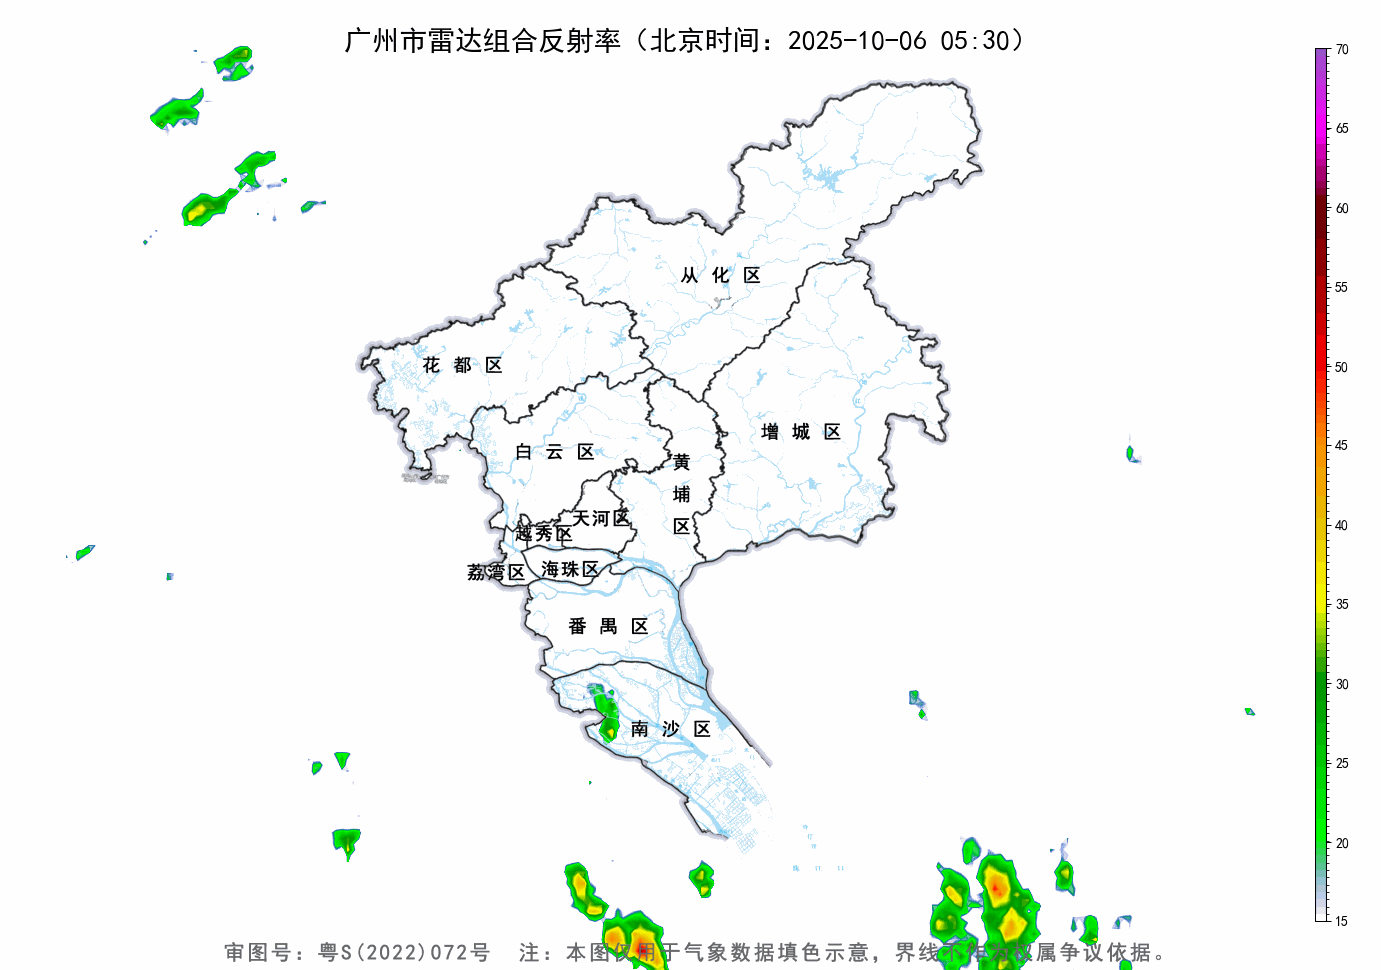 广州市雷达组合反射率（北京时间：2025-10-06 05:30）
70
65
60
55
50
45
40
35
30
25
20
15
从化区
花都区
增城区
白云区
黄埔区
天河区
越秀区
荔湾区
海珠区
番禺区
南沙区
审图号：粤S(2022)072号 注：本图仅用于气象数据填色示意，界线不作为权属争议依据。